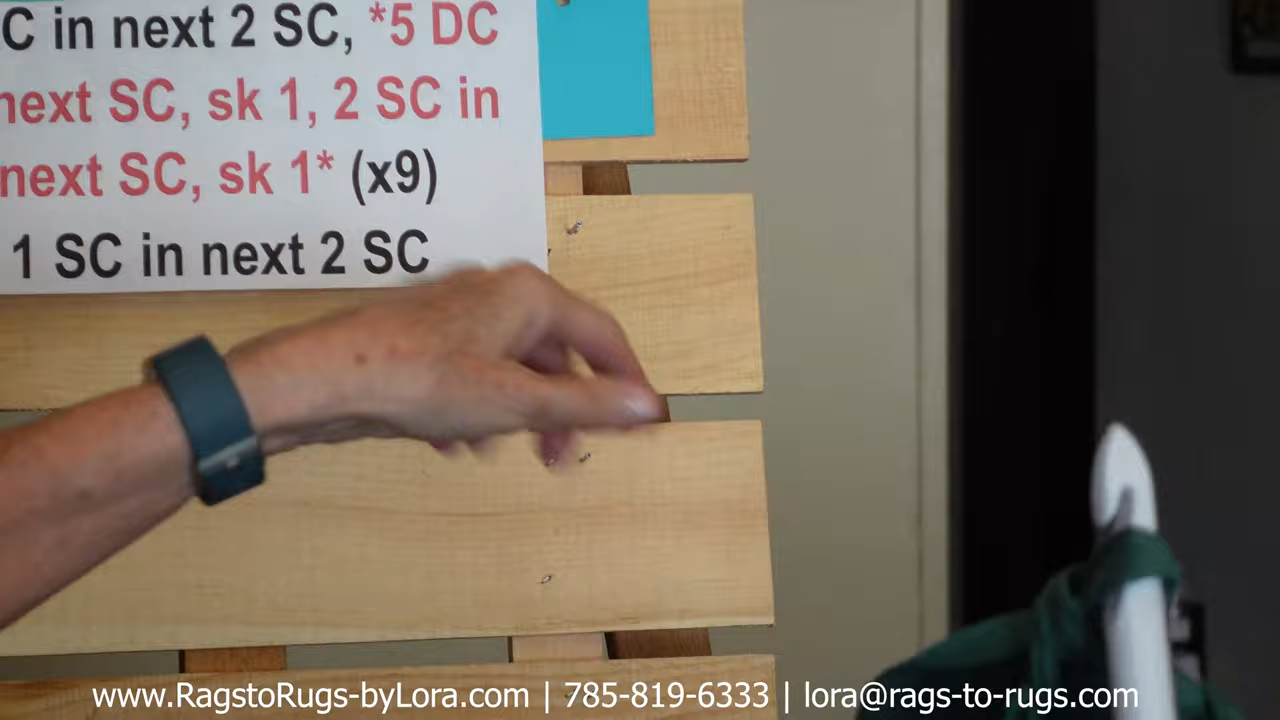 C in next 2 SC, *5 DC
next SC, sk 1, 2 SC in
next SC, sk 1* (x9)
1 SC in next 2 SC
www.RagstoRugs-byLora.com | 785-819-6333 | lora@rags-to-rugs.com